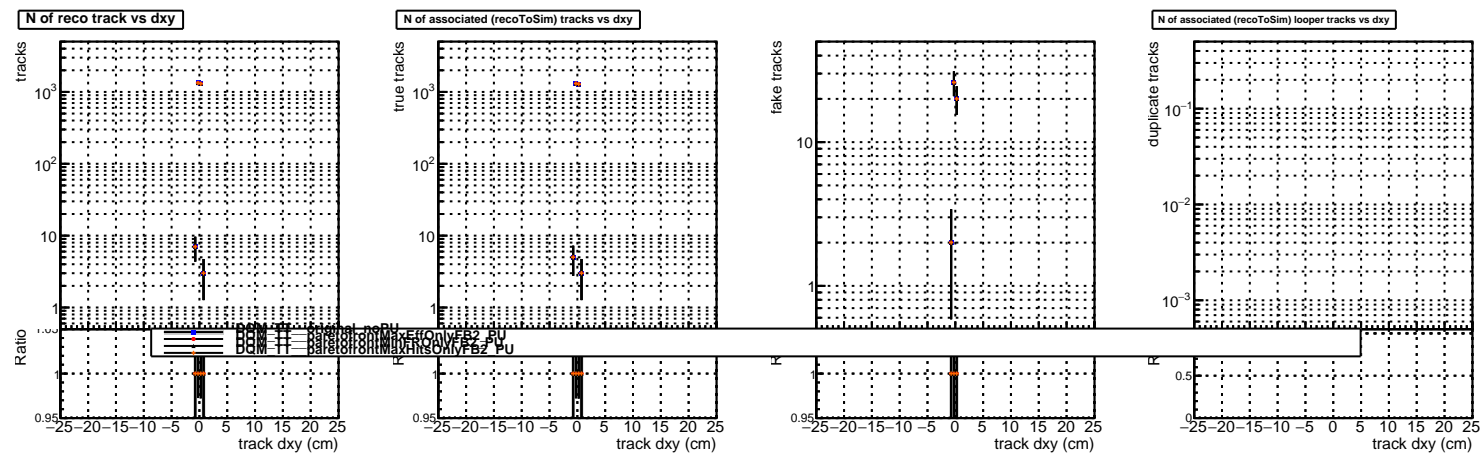 N of reco track vs dxy
N of associated (recoToSim) tracks vs dxy
N of associated (recoToSim) looper tracks vs dxy
tracks
10³
10²
10
1
true tracks
10³
10²
10
1
fake tracks
10
1
duplicate tracks
10⁻¹
10⁻²
10⁻³
DQM_TT_
original_noPU
paretofrontMaxHitsOnlyFB2_PU
Ratio
1
0.95
−25−20−15−10 −5 0 5 10 15 20 25
track dxy (cm)
1
0.95
−25−20−15−10 −5 0 5 10 15 20 25
track dxy (cm)
1
0.95
−25−20−15−10 −5 0 5 10 15 20 25
track dxy (cm)
0.5
0
−25−20−15−10 −5 0 5 10 15 20 25
track dxy (cm)